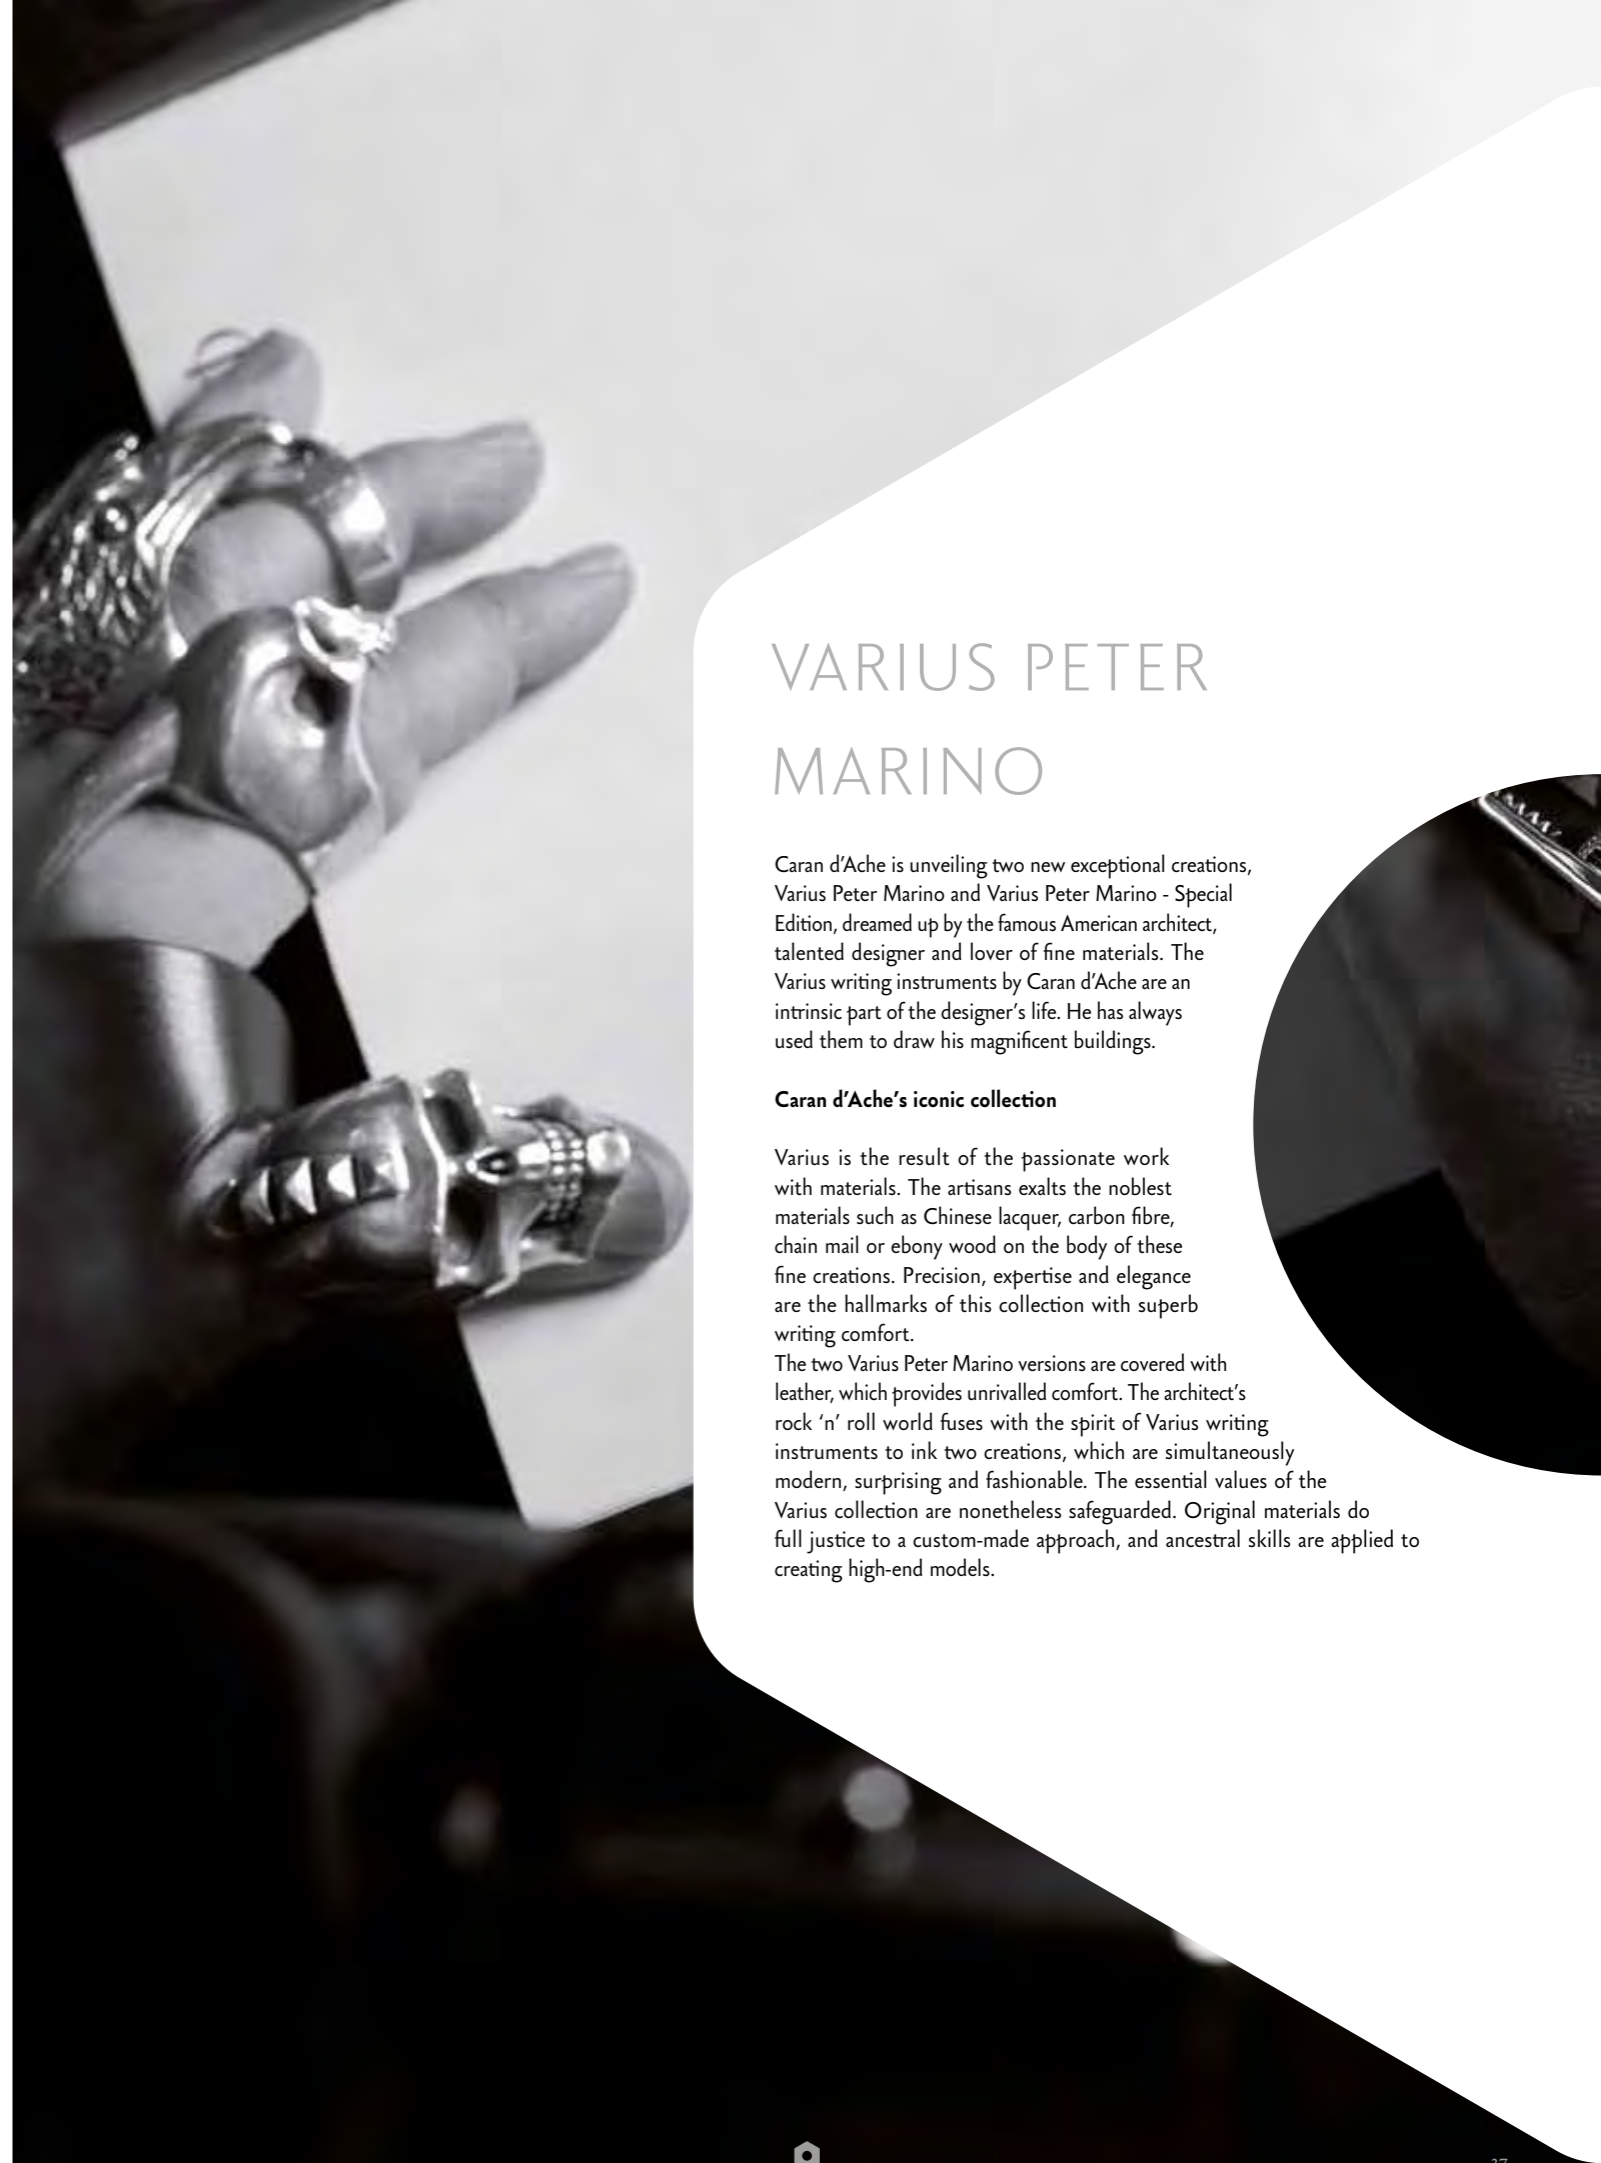 VARIUS PETER
MARINO
Caran d'Ache is unveiling two new exceptional creations,
Varius Peter Marino and Varius Peter Marino - Special
Edition, dreamed up by the famous American architect,
talented designer and lover of fine materials. The
Varius writing instruments by Caran d'Ache are an
intrinsic part of the designer's life. He has always
used them to draw his magnificent buildings.
Caran d'Ache's iconic collection
Varius is the result of the passionate work
with materials. The artisans exalts the noblest
materials such as Chinese lacquer, carbon fibre,
chain mail or ebony wood on the body of these
fine creations. Precision, expertise and elegance
are the hallmarks of this collection with superb
writing comfort.
The two Varius Peter Marino versions are covered with
leather, which provides unrivalled comfort. The architect's
rock ‘n’ roll world fuses with the spirit of Varius writing
instruments to ink two creations, which are simultaneously
modern, surprising and fashionable. The essential values of the
Varius collection are nonetheless safeguarded. Original materials do
full justice to a custom-made approach, and ancestral skills are applied to
creating high-end models.